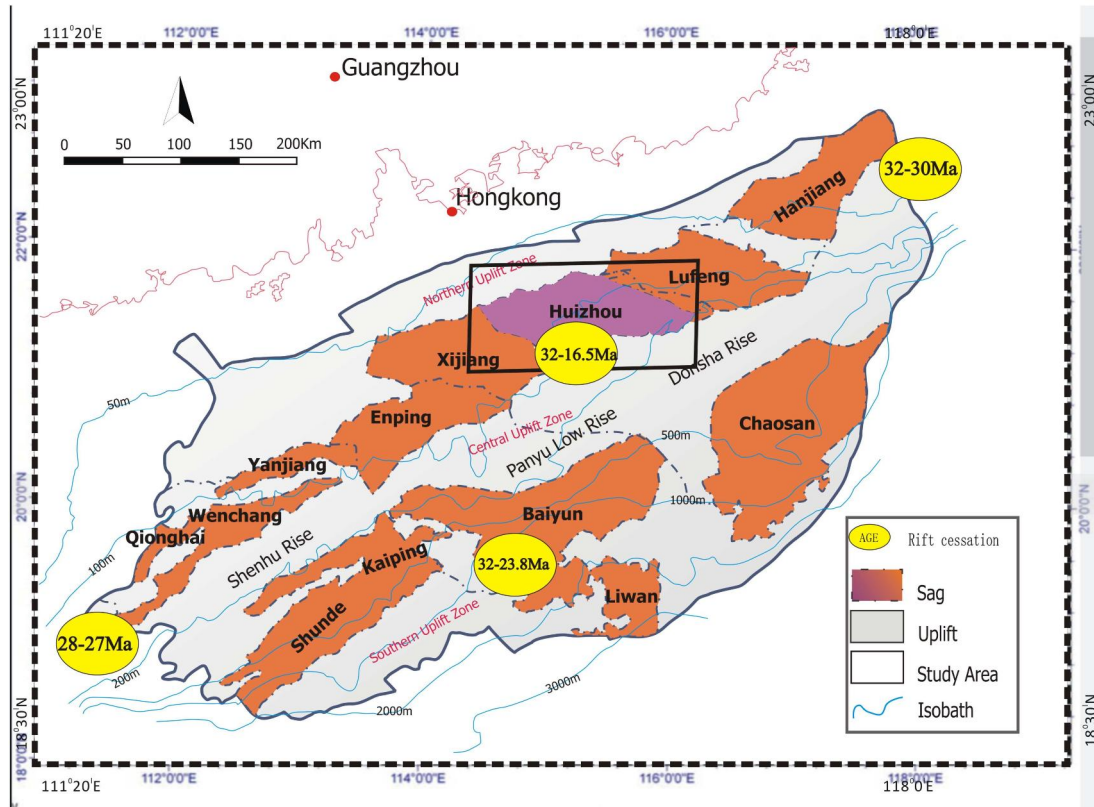 111°20'E
112°0'0"E
114°0'0"E
116°0'0"E
118°0'E
23°00'N
23°00'N
Guangzhou
0 50 100 150 200Km
Hongkong
32-30Ma
Hanjiang
22°0'0"N
Northern Uplift Zone
Lufeng
Huizhou
32-16.5Ma
Xijiang
Donsha Rise
50m
Enping
Central Uplift Zone
Panyu Low Rise
Chaosan
500m
Yanjiang
1000m
20°0'0"N
20°0'0"N
Wenchang
Baiyun
Qionghai
Shenhu Rise
Kaiping
100m
32-23.8Ma
Liwan
Shunde
28-27Ma
Southern Uplift Zone
200m
3000m
2000m
AGE Rift cessation
Sag
Uplift
Study Area
Isobath
18°30'N
18°30'N
18°0'0"N
111°20'E
112°0'0"E
114°0'0"E
116°0'0"E
118°0'E